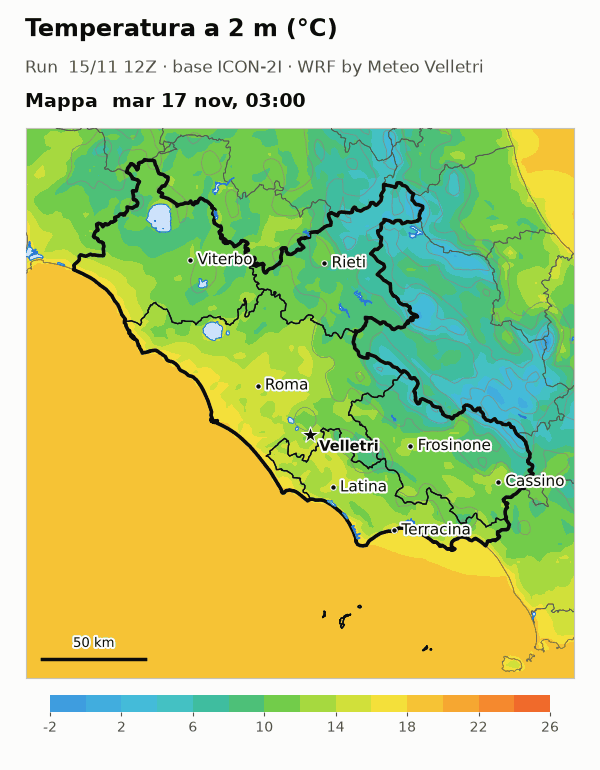 Temperatura a 2 m (°C)
Run  15/11 12Z · base ICON-2I · WRF by Meteo Velletri
Mappa  mar 17 nov, 03:00
Viterbo
Rieti
Roma
Velletri
Frosinone
Latina
Cassino
Terracina
50 km
-2 2 6 10 14 18 22 26